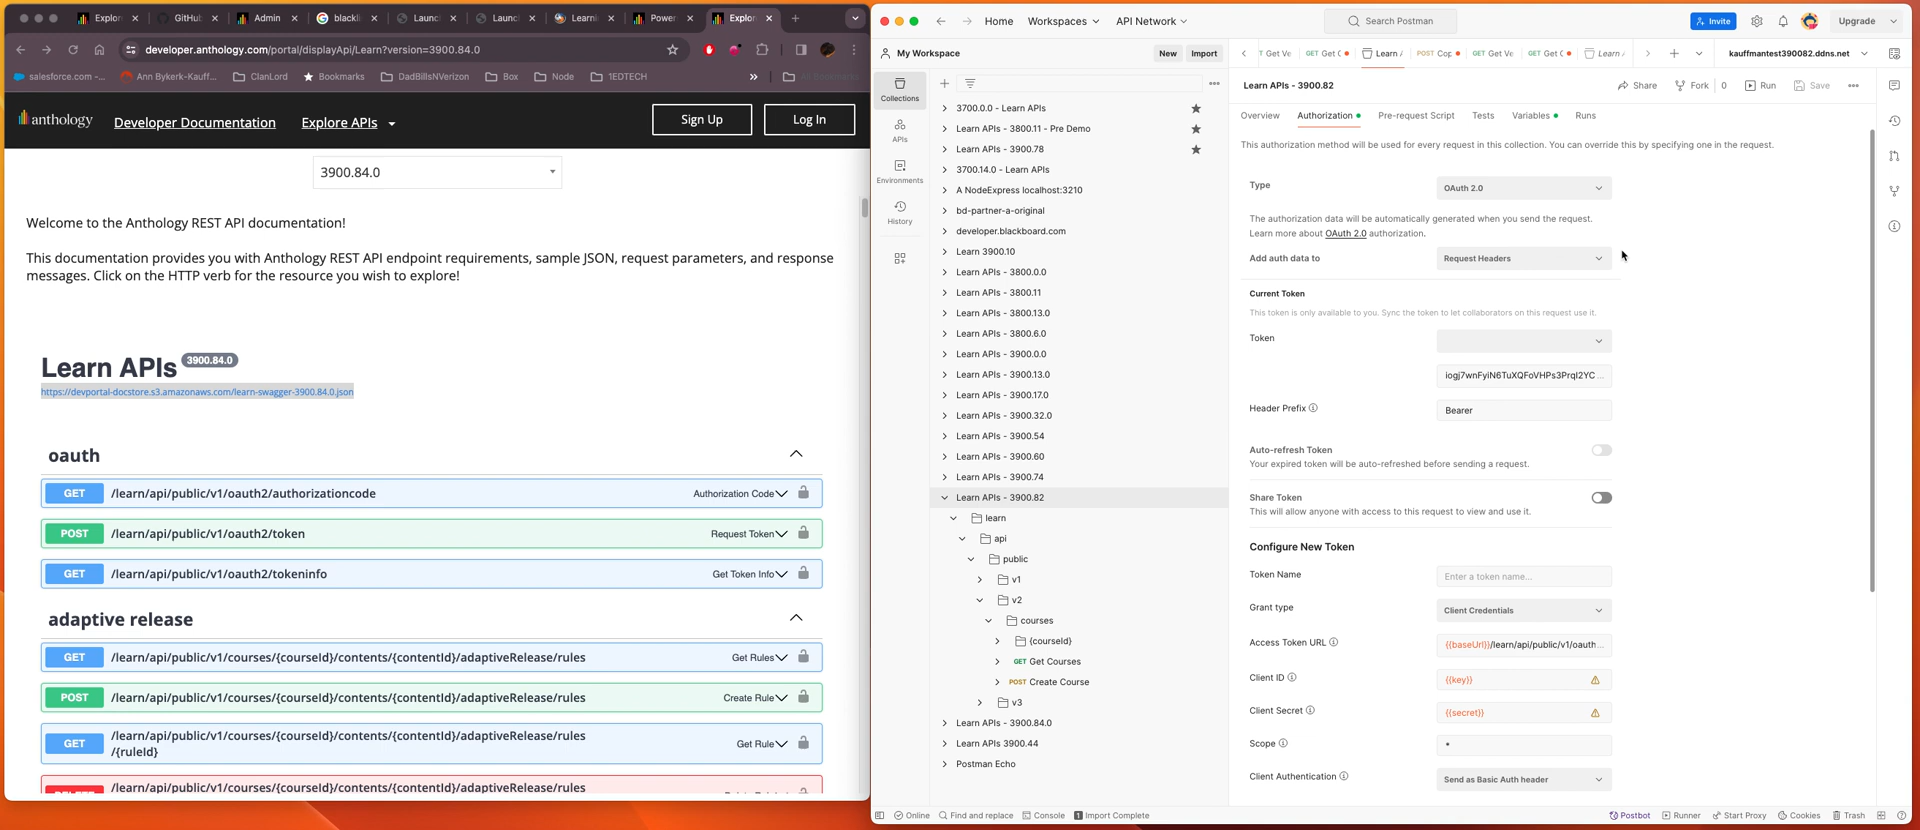 Explor
GitHub
Admin
blackli
Launc
Launc
Learnin
Power
Explor
developer.anthology.com/portal/displayApi/Learn?version=3900.84.0
salesforce.com -...
Ann Bykerk-Kauff...
ClanLord
Bookmarks
DadBillsNVerizon
Box
Node
1EDTECH
»
All Bookmarks
anthology
Developer Documentation
Explore APIs
Sign Up
Log In
3900.84.0
Welcome to the Anthology REST API documentation!
This documentation provides you with Anthology REST API endpoint requirements, sample JSON, request parameters, and response
messages. Click on the HTTP verb for the resource you wish to explore!
Learn APIs 3900.84.0
https://devportal-docstore.s3.amazonaws.com/learn-swagger-3900.84.0.json
oauth
GET /learn/api/public/v1/oauth2/authorizationcode Authorization Code
POST /learn/api/public/v1/oauth2/token Request Token
GET /learn/api/public/v1/oauth2/tokeninfo Get Token Info
adaptive release
GET /learn/api/public/v1/courses/{courseId}/contents/{contentId}/adaptiveRelease/rules Get Rules
POST /learn/api/public/v1/courses/{courseId}/contents/{contentId}/adaptiveRelease/rules Create Rule
GET /learn/api/public/v1/courses/{courseId}/contents/{contentId}/adaptiveRelease/rules
/{ruleId} Get Rule
/learn/api/public/v1/courses/{courseId}/contents/{contentId}/adaptiveRelease/rules
Home
Workspaces
API Network
Search Postman
Invite
Upgrade
My Workspace
New
Import
Get Ve
GET Get C
Learn A
POST Cop
GET Get Ve
GET Get C
Learn A
kauffmantest390082.ddns.net
Collections
APIs
Environments
History
3700.0.0 - Learn APIs
Learn APIs - 3800.11 - Pre Demo
Learn APIs - 3900.78
3700.14.0 - Learn APIs
A NodeExpress localhost:3210
bd-partner-a-original
developer.blackboard.com
Learn 3900.10
Learn APIs - 3800.0.0
Learn APIs - 3800.11
Learn APIs - 3800.13.0
Learn APIs - 3800.6.0
Learn APIs - 3900.0.0
Learn APIs - 3900.13.0
Learn APIs - 3900.17.0
Learn APIs - 3900.32.0
Learn APIs - 3900.54
Learn APIs - 3900.60
Learn APIs - 3900.74
Learn APIs - 3900.82
learn
api
public
v1
v2
courses
{courseId}
GET Get Courses
POST Create Course
v3
Learn APIs - 3900.84.0
Learn APIs 3900.44
Postman Echo
Learn APIs - 3900.82
Share
Fork 0
Run
Save
Overview
Authorization
Pre-request Script
Tests
Variables
Runs
This authorization method will be used for every request in this collection. You can override this by specifying one in the request.
Type
OAuth 2.0
The authorization data will be automatically generated when you send the request.
Learn more about OAuth 2.0 authorization.
Add auth data to
Request Headers
Current Token
This token is only available to you. Sync the token to let collaborators on this request use it.
Token
iogj7wnFyiN6TuXQFoVHPs3PrqI2YC...
Header Prefix
Bearer
Auto-refresh Token
Your expired token will be auto-refreshed before sending a request.
Share Token
This will allow anyone with access to this request to view and use it.
Configure New Token
Token Name
Enter a token name...
Grant type
Client Credentials
Access Token URL
{{baseUrl}}/learn/api/public/v1/oauth...
Client ID
{{key}}
Client Secret
{{secret}}
Scope
*
Client Authentication
Send as Basic Auth header
Online
Find and replace
Console
1 Import Complete
Postbot
Runner
Start Proxy
Cookies
Trash